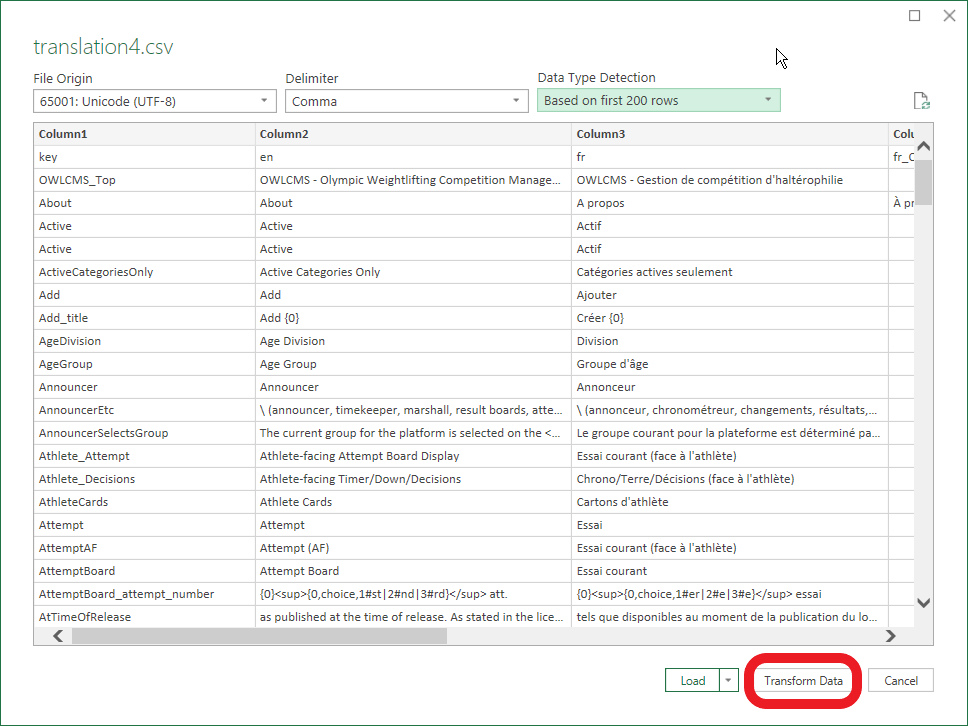 translation4.csv
File Origin Delimiter Data Type Detection
65001: Unicode (UTF-8) Comma Based on first 200 rows
Column1 Column2 Column3
key en fr
OWLCMS_Top OWLCMS - Olympic Weightlifting Competition Manage... OWLCMS - Gestion de compétition d'haltérophilie
About About A propos
Active Active Actif
Active Active Actif
ActiveCategoriesOnly Active Categories Only Catégories actives seulement
Add Add Ajouter
Add_title Add {0} Créer {0}
AgeDivision Age Division Division
AgeGroup Age Group Groupe d'âge
Announcer Announcer Annonceur
AnnouncerEtc \ (announcer, timekeeper, marshall, result boards, atte... \ (annonceur, chronométreur, changements, résultats,...
AnnouncerSelectsGroup The current group for the platform is selected on the <... Le groupe courant pour la plateforme est déterminé pa...
Athlete_Attempt Athlete-facing Attempt Board Display Essai courant (face à l'athlète)
Athlete_Decisions Athlete-facing Timer/Down/Decisions Chrono/Terre/Décisions (face à l'athlète)
AthleteCards Athlete Cards Cartons d'athlète
Attempt Attempt Essai
AttemptAF Attempt (AF) Essai courant (face à l'athlète)
AttemptBoard Attempt Board Essai courant
AttemptBoard_attempt_number {0}<sup>{0,choice,1#st|2#nd|3#rd}</sup> att. {0}<sup>{0,choice,1#er|2#e|3#e}</sup> essai
AtTimeOfRelease as published at the time of release. As stated in the lice... tels que disponibles au moment de la publication du lo...
Load Transform Data Cancel